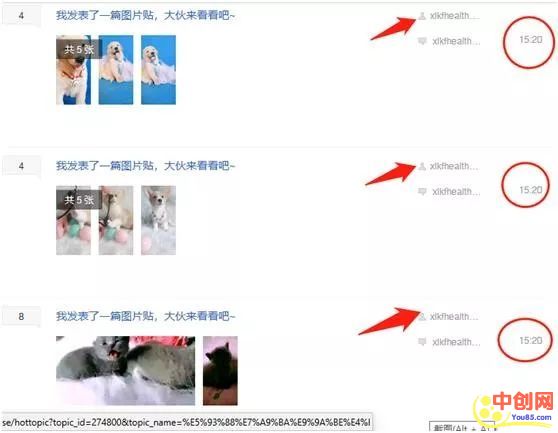 4
我发表了一篇图片贴，大伙来看看吧~
xlkfhealth...
共 5 张
xlkfhealth...
15:20
4
我发表了一篇图片贴，大伙来看看吧~
xlkfhealth...
共 5 张
xlkfhealth...
15:20
8
我发表了一篇图片贴，大伙来看看吧~
xlkfhealth...
xlkfhealth...
15:20
中创网
You85.com
se/hottopic?topic_id=274800&topic_name=%E5%93%88%E7%A9%BA%E9%9A%BE%E4%I
截图(Alt + A)